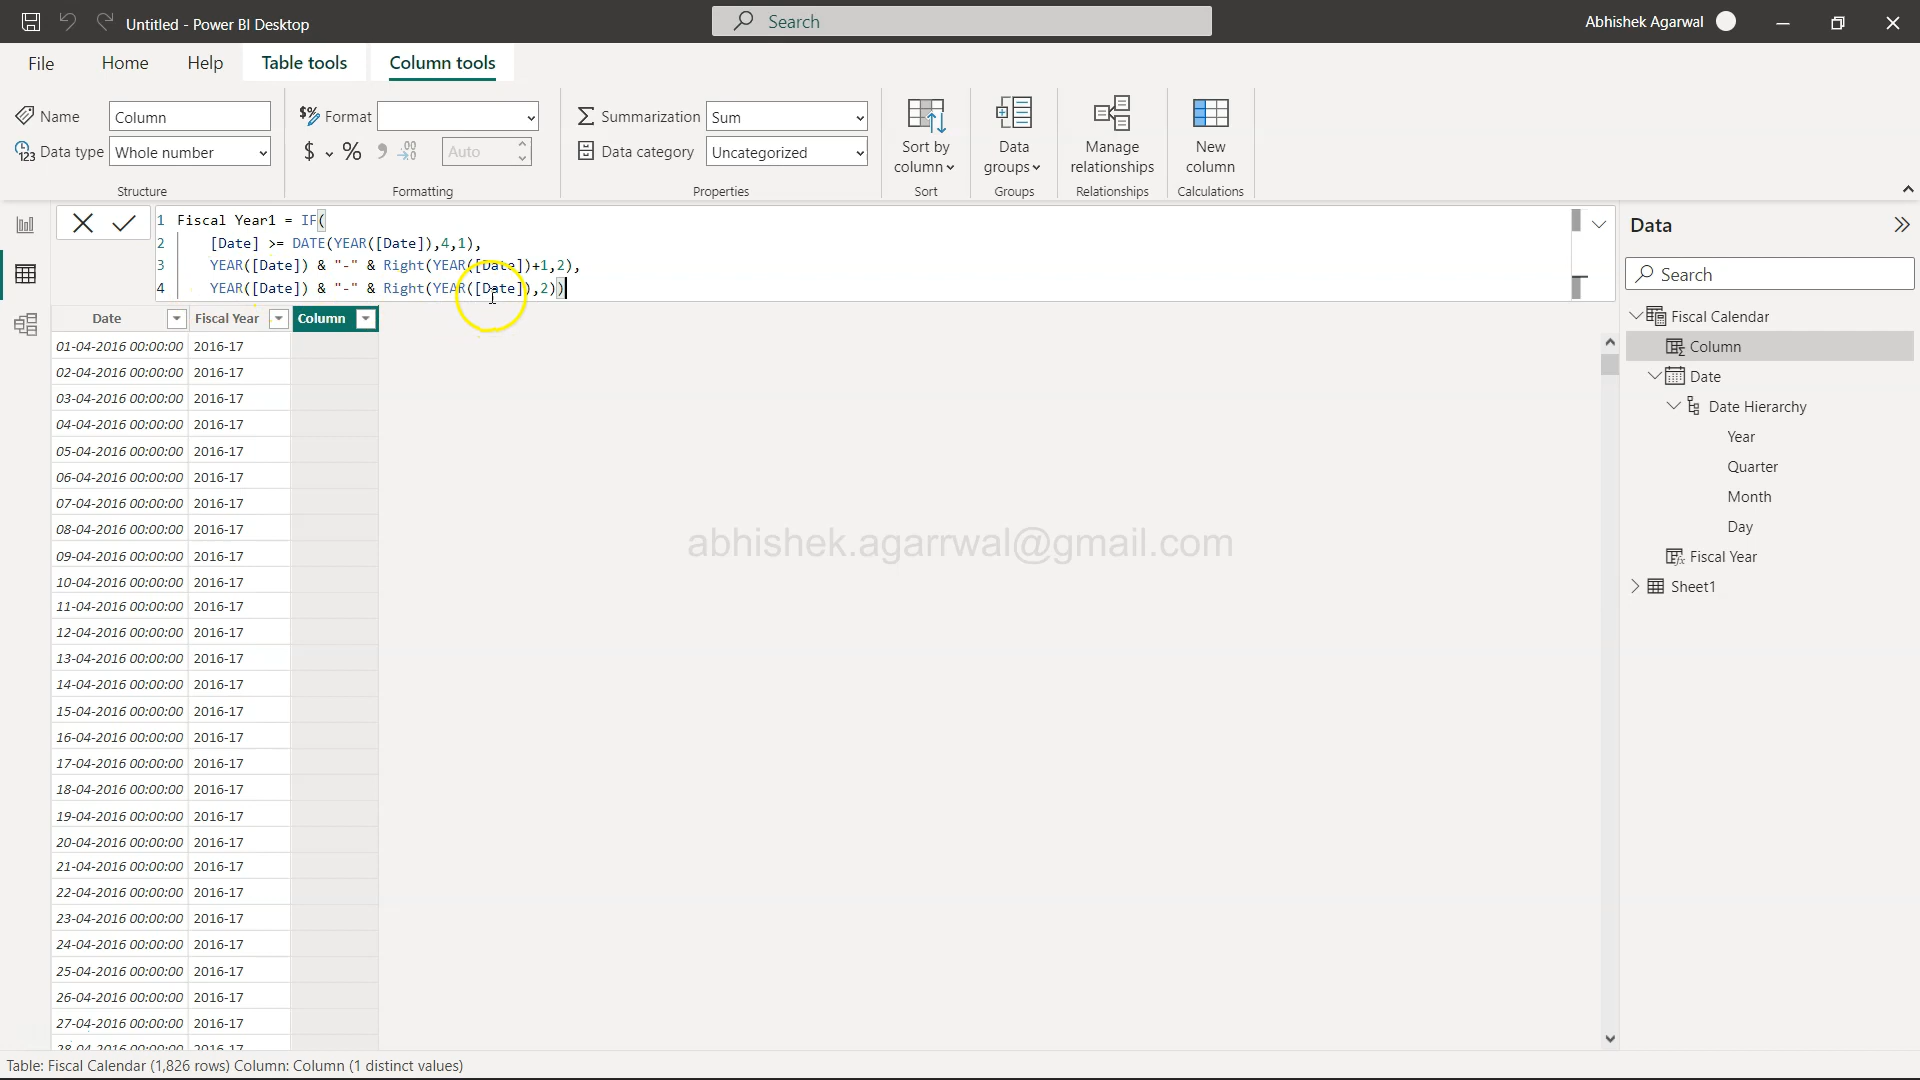 Untitled - Power BI Desktop
Search
Abhishek Agarwal
File
Home
Help
Table tools
Column tools
Name
Column
Data type
Whole number
Structure
Format
Auto
Formatting
Summarization
Sum
Data category
Uncategorized
Properties
Sort by
column
Sort
Data
groups
Groups
Manage
relationships
Relationships
New
column
Calculations
1 Fiscal Year1 = IF(
2 [Date] >= DATE(YEAR([Date]),4,1),
3 YEAR([Date]) & "-" & Right(YEAR([Date])+1,2),
4 YEAR([Date]) & "-" & Right(YEAR([Date]),2))
Date Fiscal Year Column
01-04-2016 00:00:00 2016-17
02-04-2016 00:00:00 2016-17
03-04-2016 00:00:00 2016-17
04-04-2016 00:00:00 2016-17
05-04-2016 00:00:00 2016-17
06-04-2016 00:00:00 2016-17
07-04-2016 00:00:00 2016-17
08-04-2016 00:00:00 2016-17
09-04-2016 00:00:00 2016-17
10-04-2016 00:00:00 2016-17
11-04-2016 00:00:00 2016-17
12-04-2016 00:00:00 2016-17
13-04-2016 00:00:00 2016-17
14-04-2016 00:00:00 2016-17
15-04-2016 00:00:00 2016-17
16-04-2016 00:00:00 2016-17
17-04-2016 00:00:00 2016-17
18-04-2016 00:00:00 2016-17
19-04-2016 00:00:00 2016-17
20-04-2016 00:00:00 2016-17
21-04-2016 00:00:00 2016-17
22-04-2016 00:00:00 2016-17
23-04-2016 00:00:00 2016-17
24-04-2016 00:00:00 2016-17
25-04-2016 00:00:00 2016-17
26-04-2016 00:00:00 2016-17
27-04-2016 00:00:00 2016-17
28-04-2016 00:00:00 2016-17
abhishek.agarrwal@gmail.com
Data
Search
Fiscal Calendar
Column
Date
Date Hierarchy
Year
Quarter
Month
Day
Fiscal Year
Sheet1
Table: Fiscal Calendar (1,826 rows) Column: Column (1 distinct values)